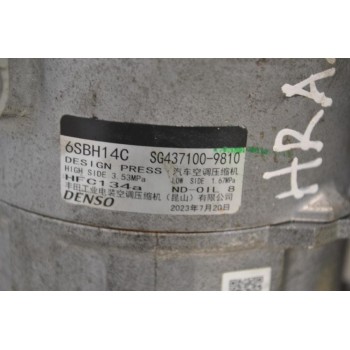 HRA
6SBH14C SG437100-9810
DESIGN PRESS 汽车空调压缩机
HIGH SIDE 3.53MPa LOW SIDE 1.67MPa
HFC134a ND-OIL 8
丰田工业电装空调压缩机（昆山）有限公司
DENSO 2023年7月20日